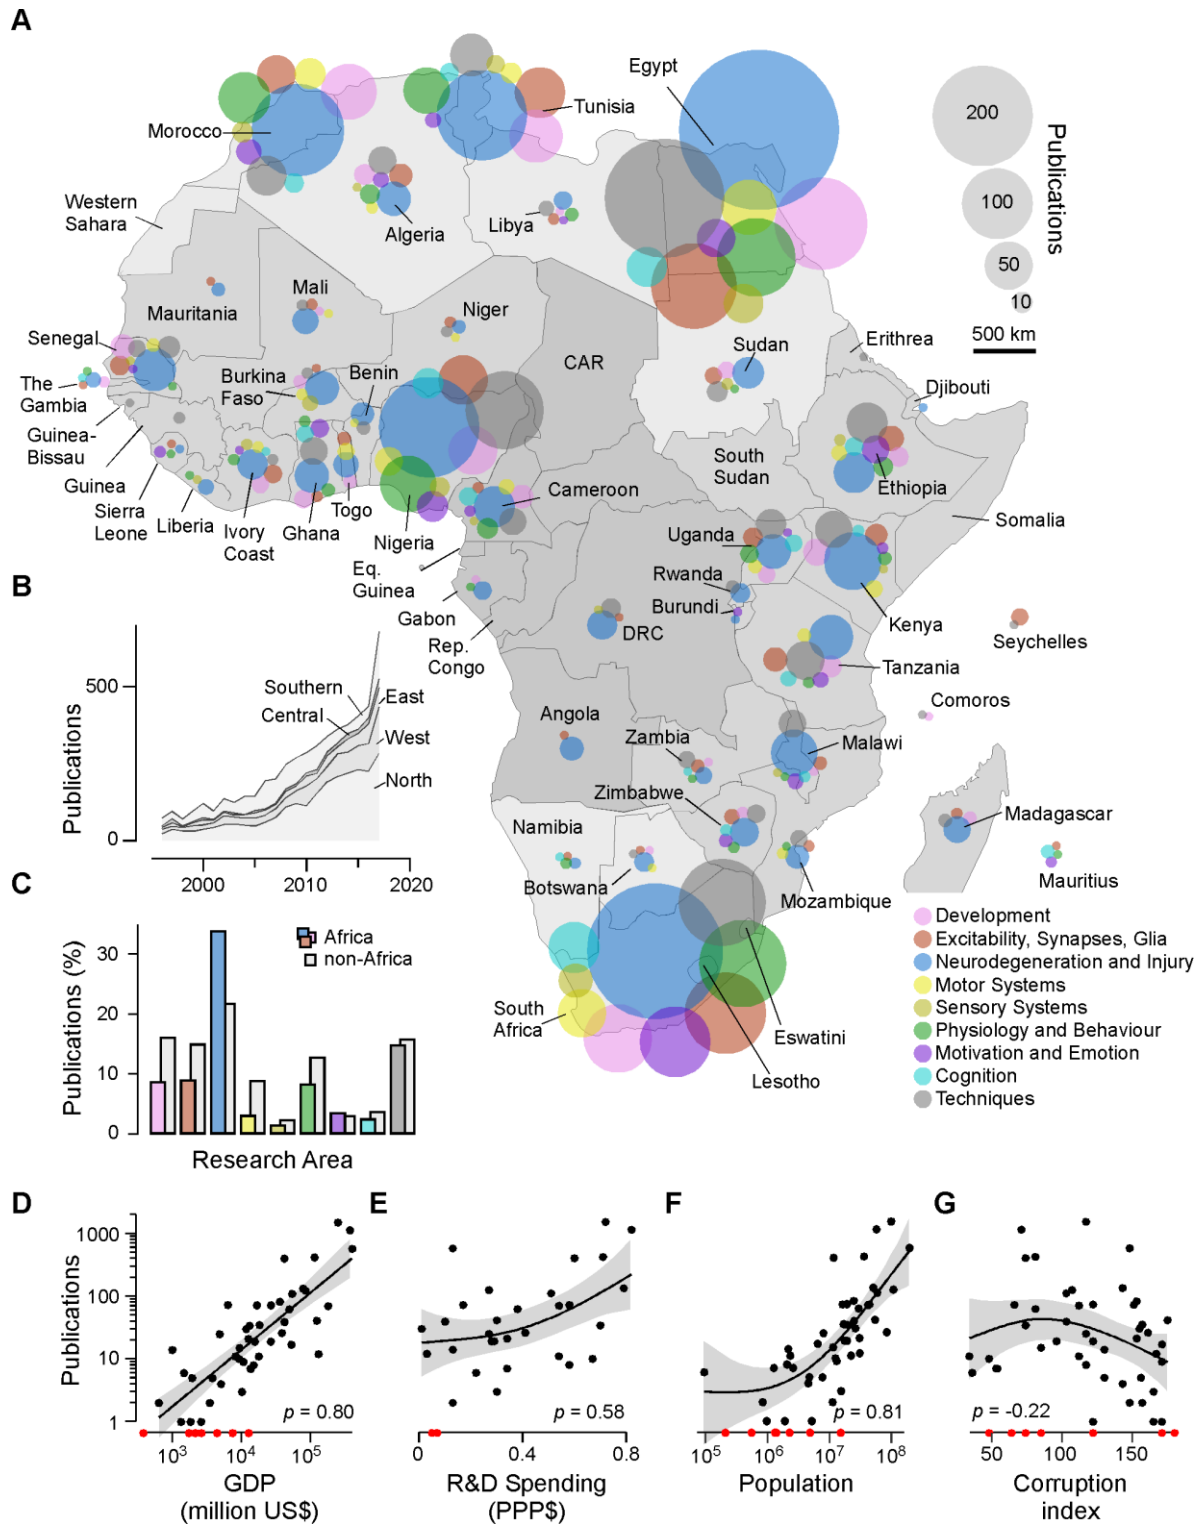 A
Egypt
Tunisia
Morocco
Western
Sahara
Algeria
Libya
200
100
50
10
Publications
500 km
Mauritania
Mali
Niger
Senegal
The
Gambia
Guinea-
Bissau
Guinea
Sierra
Leone
Liberia
Burkina
Faso
Benin
Ivory
Coast
Ghana
Togo
Nigeria
CAR
Sudan
Erithrea
Djibouti
South
Sudan
Ethiopia
Somalia
Cameroon
Eq.
Guinea
Gabon
Rep.
Congo
DRC
Uganda
Rwanda
Burundi
Kenya
Seychelles
Tanzania
Comoros
Angola
Zambia
Malawi
Zimbabwe
Namibia
Botswana
Mozambique
Madagascar
Mauritius
South
Africa
Eswatini
Lesotho
Development
Excitability, Synapses, Glia
Neurodegeneration and Injury
Motor Systems
Sensory Systems
Physiology and Behaviour
Motivation and Emotion
Cognition
Techniques
B
Publications
500
0
Southern
Central
East
West
North
2000
2010
2020
C
Publications (%)
30
20
10
0
Africa
non-Africa
Research Area
D
Publications
1000
100
10
1
p = 0.80
10³
10⁴
10⁵
GDP
(million US$)
E
p = 0.58
0
0.4
0.8
R&D Spending
(PPP$)
F
p = 0.81
10⁵
10⁶
10⁷
10⁸
Population
G
p = -0.22
50
100
150
Corruption
index